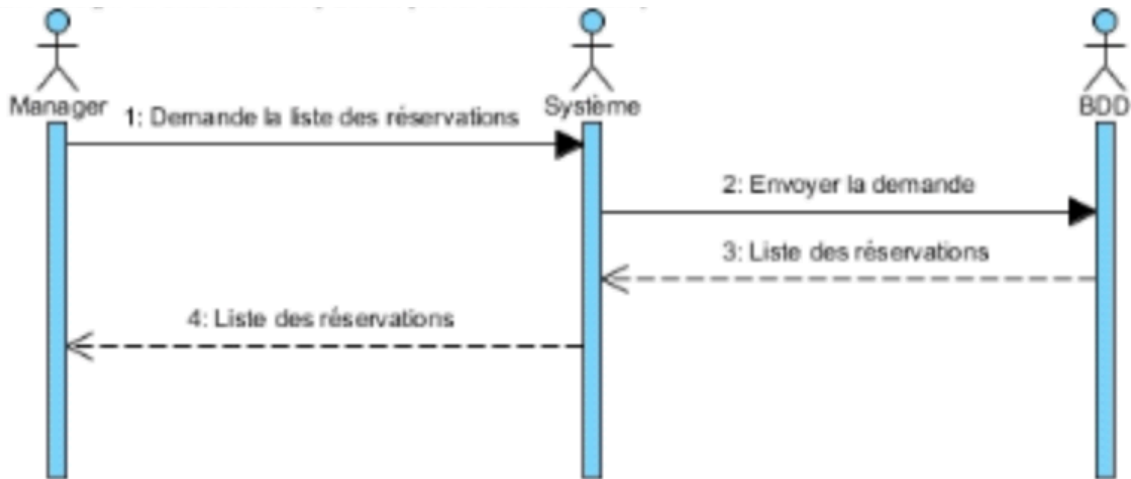 Manager
Système
BDD
1: Demande la liste des réservations
2: Envoyer la demande
3: Liste des réservations
4: Liste des réservations